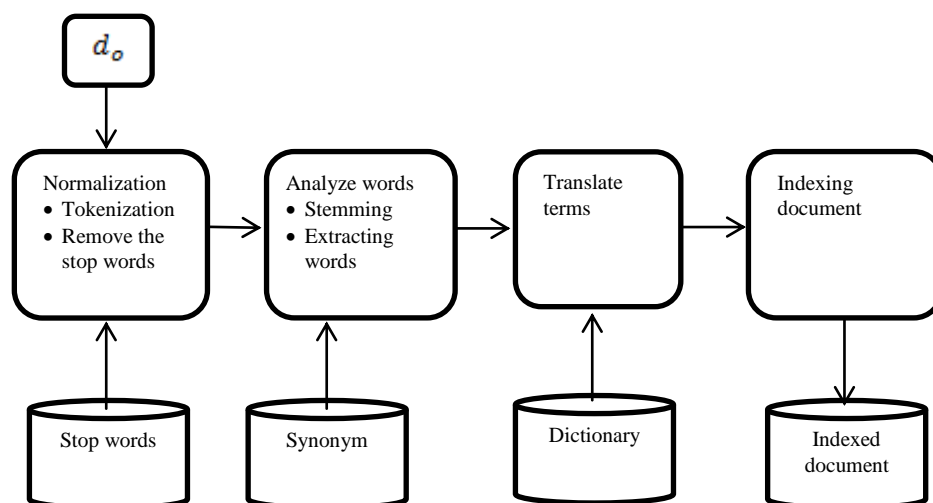 d_o
Normalization
• Tokenization
• Remove the
stop words
Analyze words
• Stemming
• Extracting
words
Translate
terms
Indexing
document
Stop words
Synonym
Dictionary
Indexed
document